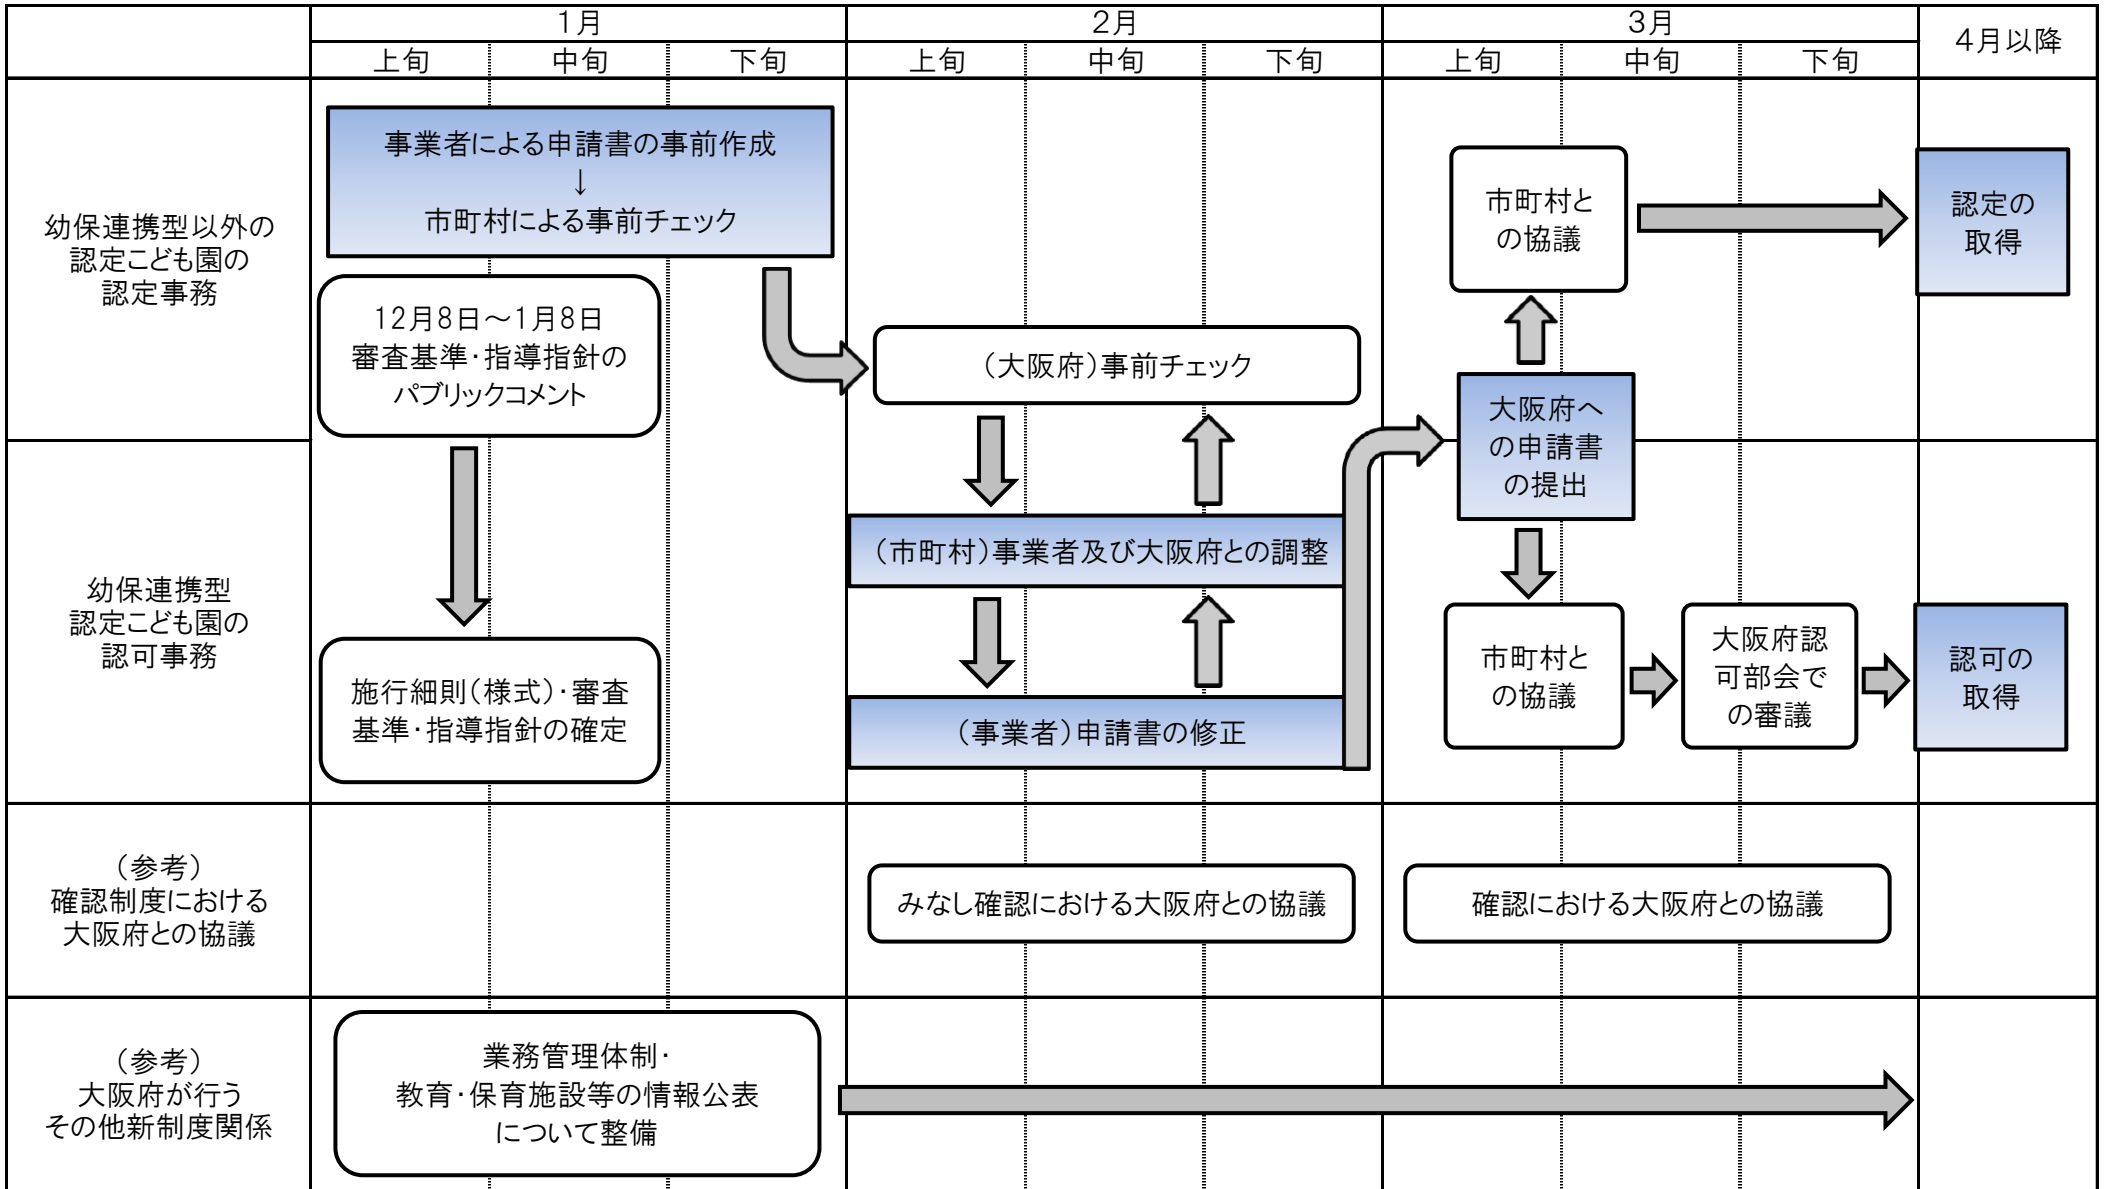 1月
2月
3月
4月以降
上旬
中旬
下旬
上旬
中旬
下旬
上旬
中旬
下旬
幼保連携型以外の
認定こども園の
認定事務
事業者による申請書の事前作成
↓
市町村による事前チェック
12月8日～1月8日
審査基準・指導指針の
パブリックコメント
（大阪府）事前チェック
市町村と
の協議
認定の
取得
大阪府へ
の申請書
の提出
幼保連携型
認定こども園の
認可事務
施行細則（様式）・審査
基準・指導指針の確定
（市町村）事業者及び大阪府との調整
（事業者）申請書の修正
市町村と
の協議
大阪府認
可部会で
の審議
認可の
取得
（参考）
確認制度における
大阪府との協議
みなし確認における大阪府との協議
確認における大阪府との協議
（参考）
大阪府が行う
その他新制度関係
業務管理体制・
教育・保育施設等の情報公表
について整備